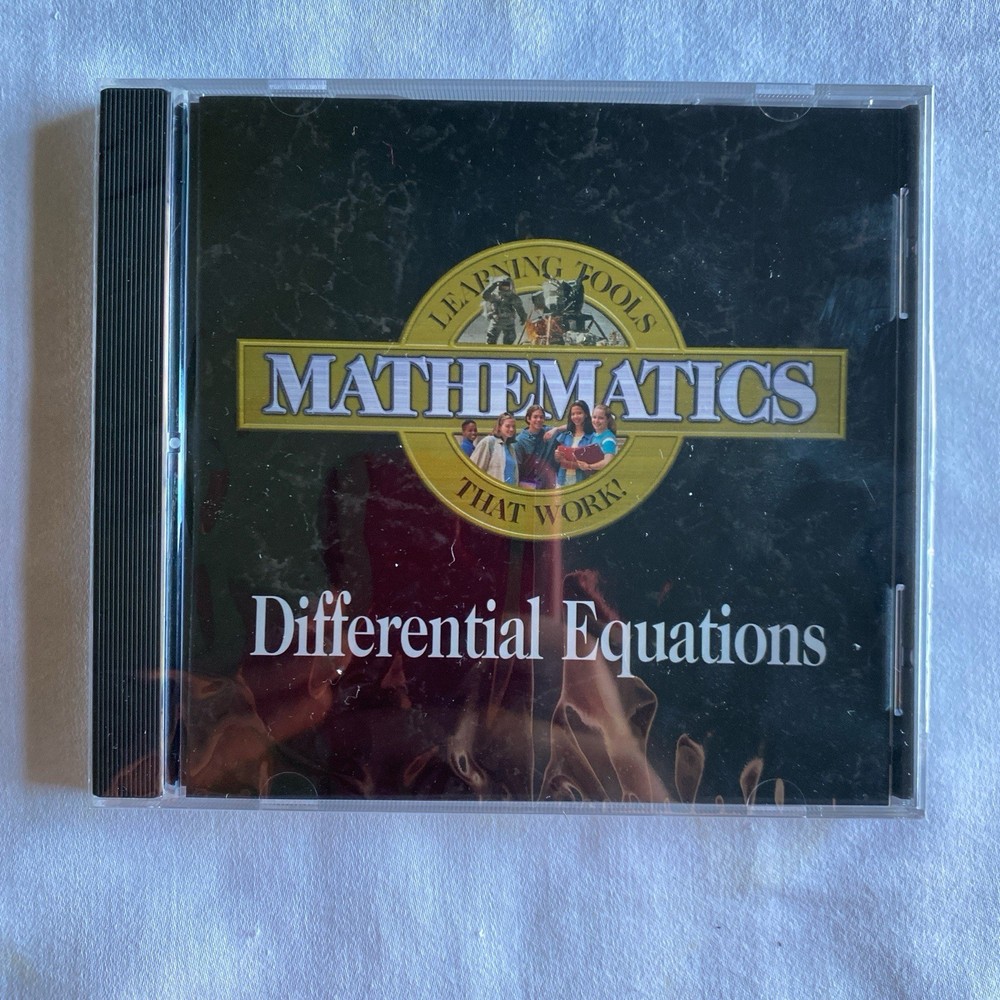 LEARNING TOOLS
MATHEMATICS
THAT WORK!
Differential Equations